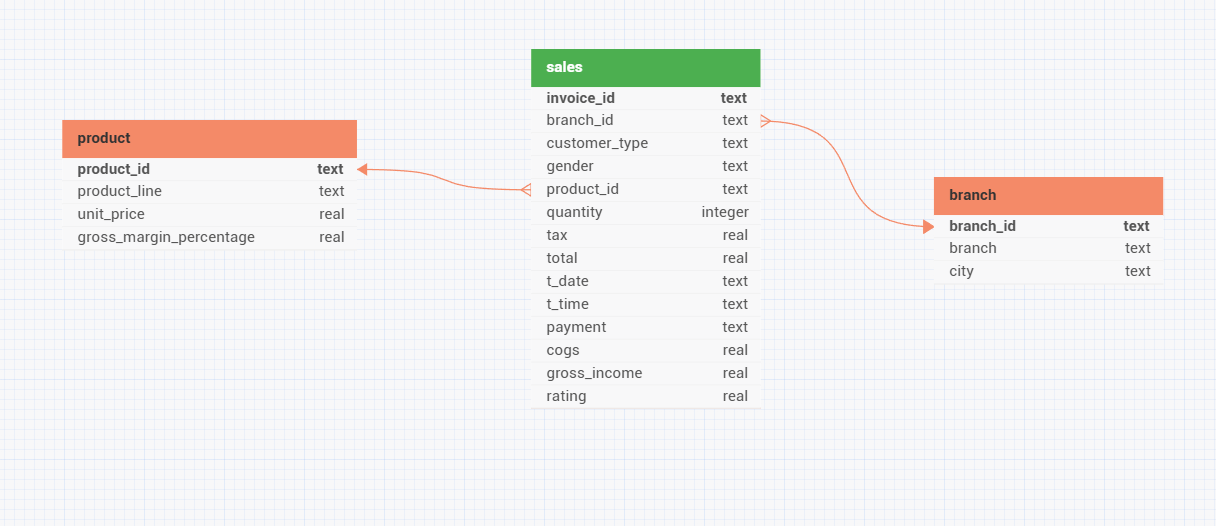 product
product_id text
product_line text
unit_price real
gross_margin_percentage real
sales
invoice_id text
branch_id text
customer_type text
gender text
product_id text
quantity integer
tax real
total real
t_date text
t_time text
payment text
cogs real
gross_income real
rating real
branch
branch_id text
branch text
city text